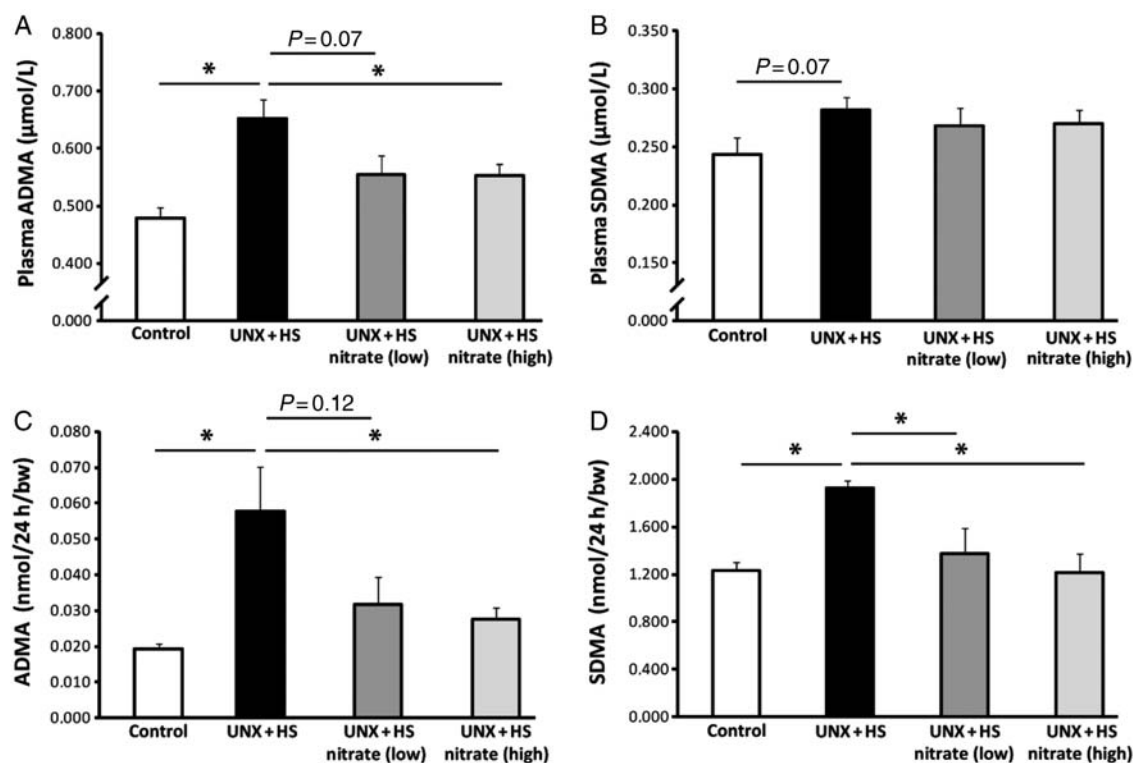 A
Plasma ADMA (µmol/L)
0.800
0.700
0.600
0.500
0.400
0.000
*
P=0.07
*
Control
UNX+HS
UNX+HS
nitrate (low)
UNX+HS
nitrate (high)
B
Plasma SDMA (µmol/L)
0.350
0.300
0.250
0.200
0.150
0.000
P=0.07
Control
UNX+HS
UNX+HS
nitrate (low)
UNX+HS
nitrate (high)
C
ADMA (nmol/24 h/bw)
0.080
0.070
0.060
0.050
0.040
0.030
0.020
0.010
0.000
*
P=0.12
*
Control
UNX+HS
UNX+HS
nitrate (low)
UNX+HS
nitrate (high)
D
SDMA (nmol/24 h/bw)
2.400
2.000
1.600
1.200
0.800
0.400
0.000
*
*
*
Control
UNX+HS
UNX+HS
nitrate (low)
UNX+HS
nitrate (high)